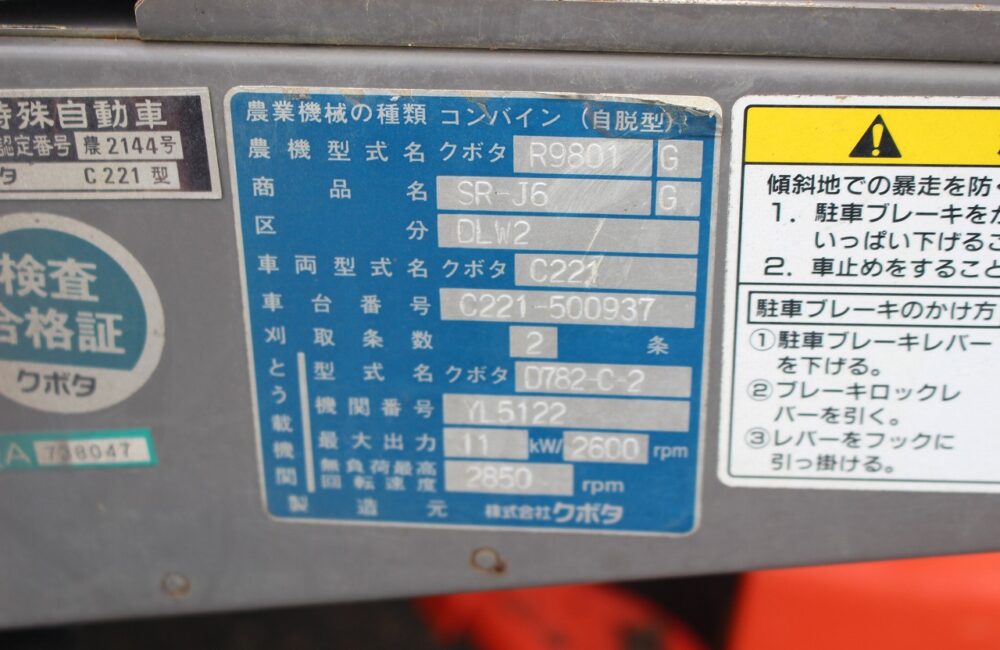 特殊自動車
認定番号 農2144号
タ C221型
検査
合格証
クボタ
A 738047
農業機械の種類 コンバイン (自脱型)
農機型式名 クボタ R9801 G
商品名 SR-J6 G
区分 DLW2
車両型式名 クボタ C221
車台番号 C221-500937
刈取条数 2 条
とう載機関
型式名 クボタ D782-C-2
機関番号 YL5122
最大出力 11 kW/ 2600 rpm
無負荷最高回転速度 2850 rpm
製造元 株式会社クボタ
傾斜地での暴走を防ぐ
1. 駐車ブレーキをか
いっぱい下げるこ
2. 車止めをすること
駐車ブレーキのかけ方
①駐車ブレーキレバー
を下げる。
②ブレーキロックレ
バーを引く。
③レバーをフックに
引っ掛ける。